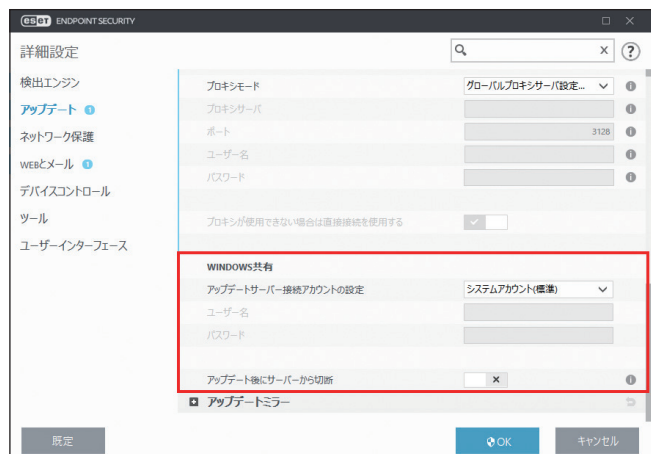 eset ENDPOINT SECURITY
詳細設定
検出エンジン
アップデート 1
ネットワーク保護
WEBとメール 1
デバイスコントロール
ツール
ユーザーインターフェース
プロキシモード グローバルプロキシサーバ設定...
プロキシサーバ
ポート 3128
ユーザー名
パスワード
プロキシが使用できない場合は直接接続を使用する
WINDOWS共有
アップデートサーバー接続アカウントの設定 システムアカウント(標準)
ユーザー名
パスワード
アップデート後にサーバーから切断
アップデートミラー
既定 OK キャンセル